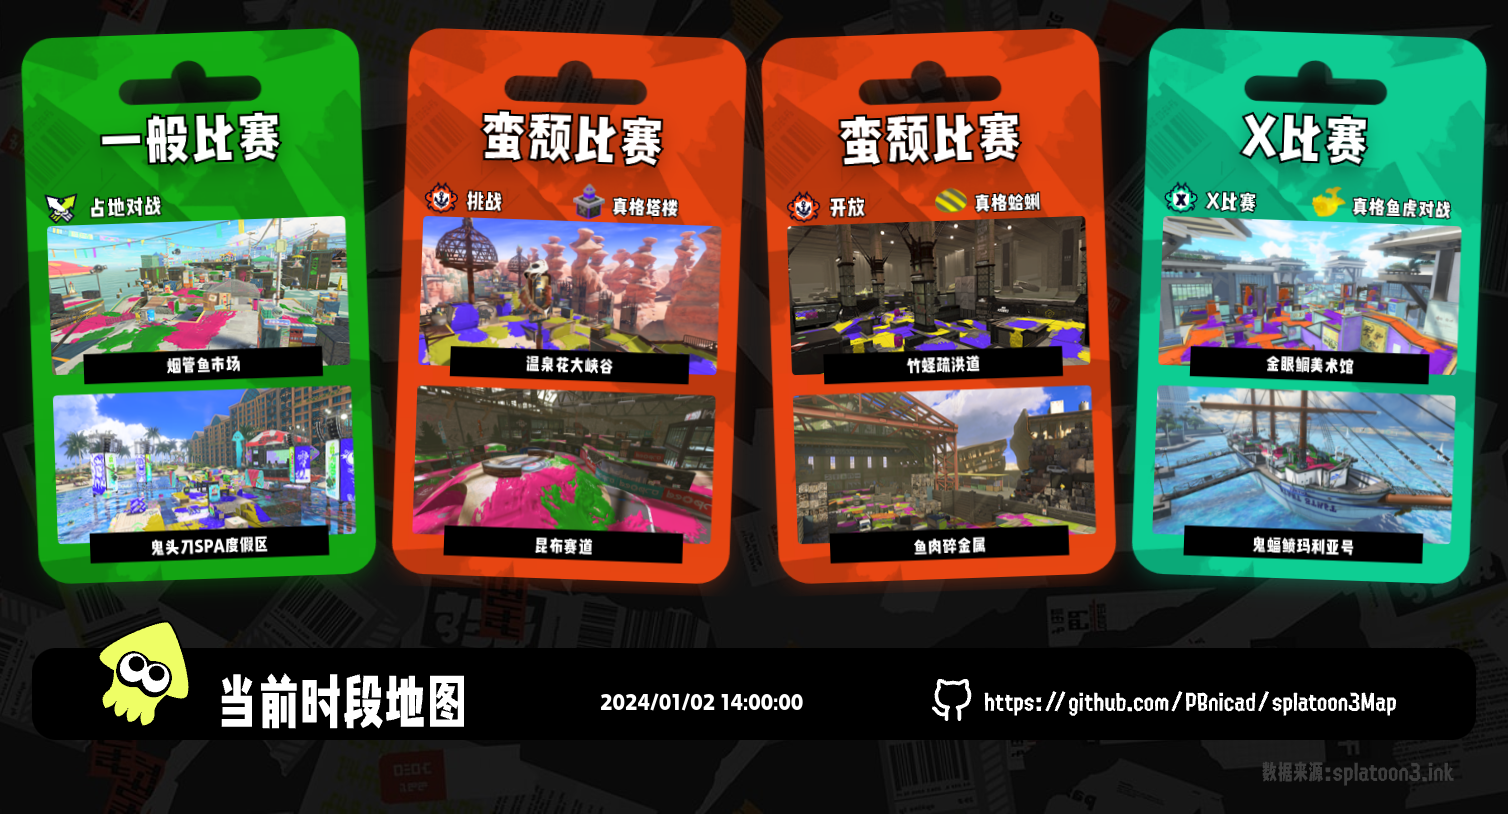 一般比赛
占地对战
烟管鱼市场
鬼头刀SPA度假区
蛮颓比赛
挑战
真格塔楼
温泉花大峡谷
昆布赛道
蛮颓比赛
开放
真格蛤蜊
竹蛏疏洪道
鱼肉碎金属
X比赛
X比赛
真格鱼虎对战
金眼鲷美术馆
鬼蝠鲼玛利亚号
当前时段地图
2024/01/02 14:00:00
https://github.com/PBnicad/splatoon3Map
数据来源:splatoon3.ink